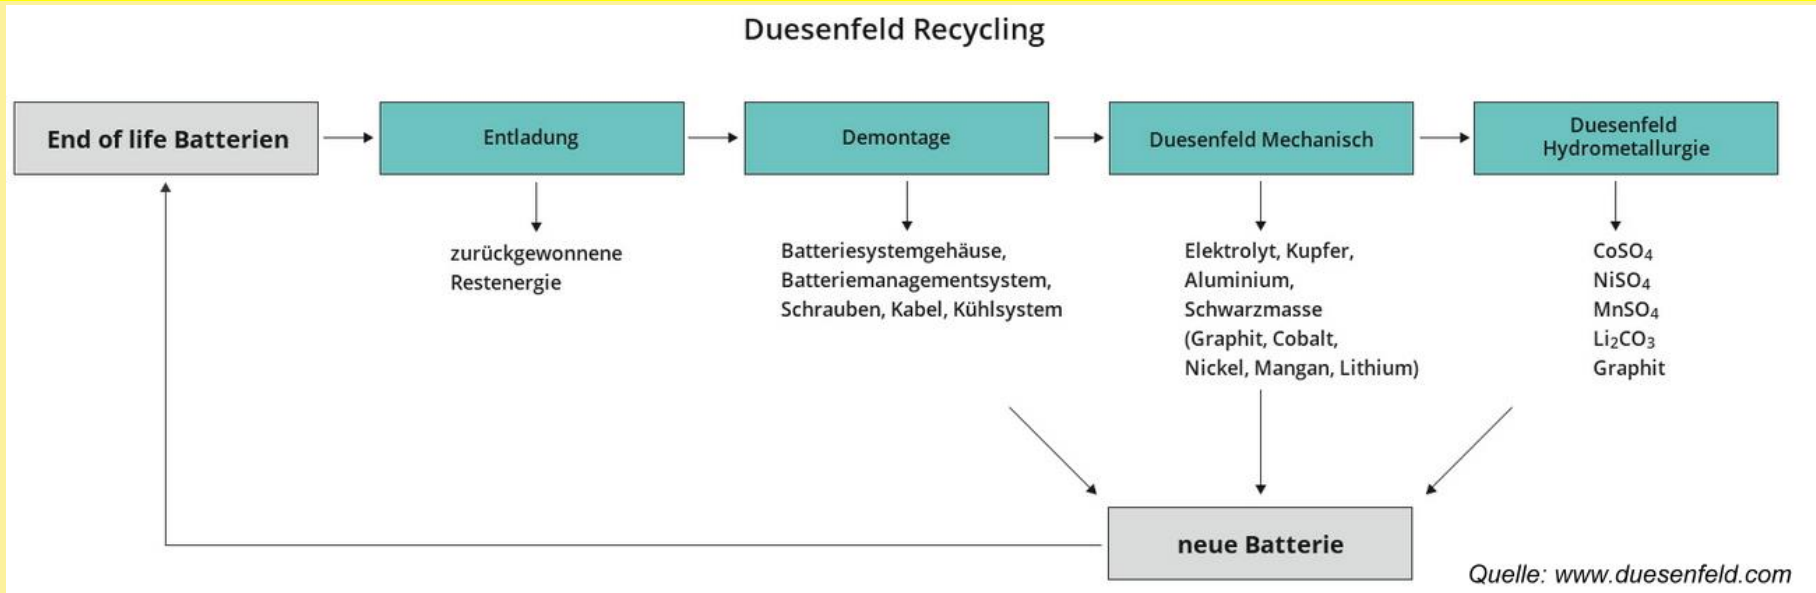 Duesenfeld Recycling
End of life Batterien
Entladung
Demontage
Duesenfeld Mechanisch
Duesenfeld
Hydrometallurgie
zurückgewonnene
Restenergie
Batteriesystemgehäuse,
Batteriemanagementsystem,
Schrauben, Kabel, Kühlsystem
Elektrolyt, Kupfer,
Aluminium,
Schwarzmasse
(Graphit, Cobalt,
Nickel, Mangan, Lithium)
CoSO₄
NiSO₄
MnSO₄
Li₂CO₃
Graphit
neue Batterie
Quelle: www.duesenfeld.com